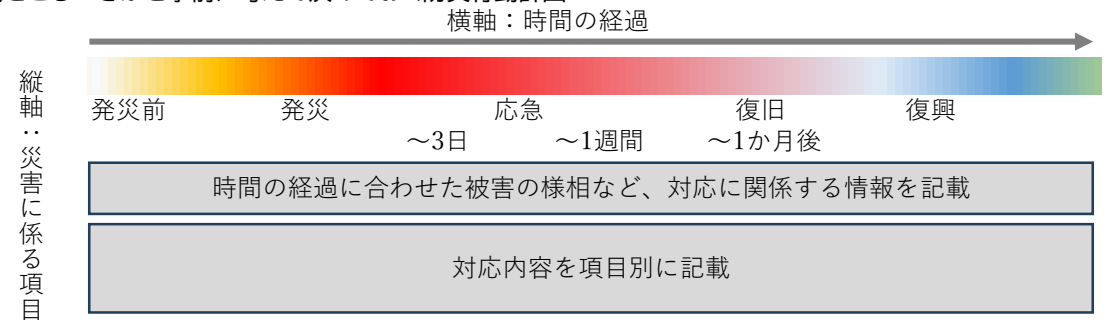 横軸：時間の経過
発災前
発災
応急
復旧
復興
～3日
～1週間
～1か月後
縦軸：災害に係る項目
時間の経過に合わせた被害の様相など、対応に関係する情報を記載
対応内容を項目別に記載